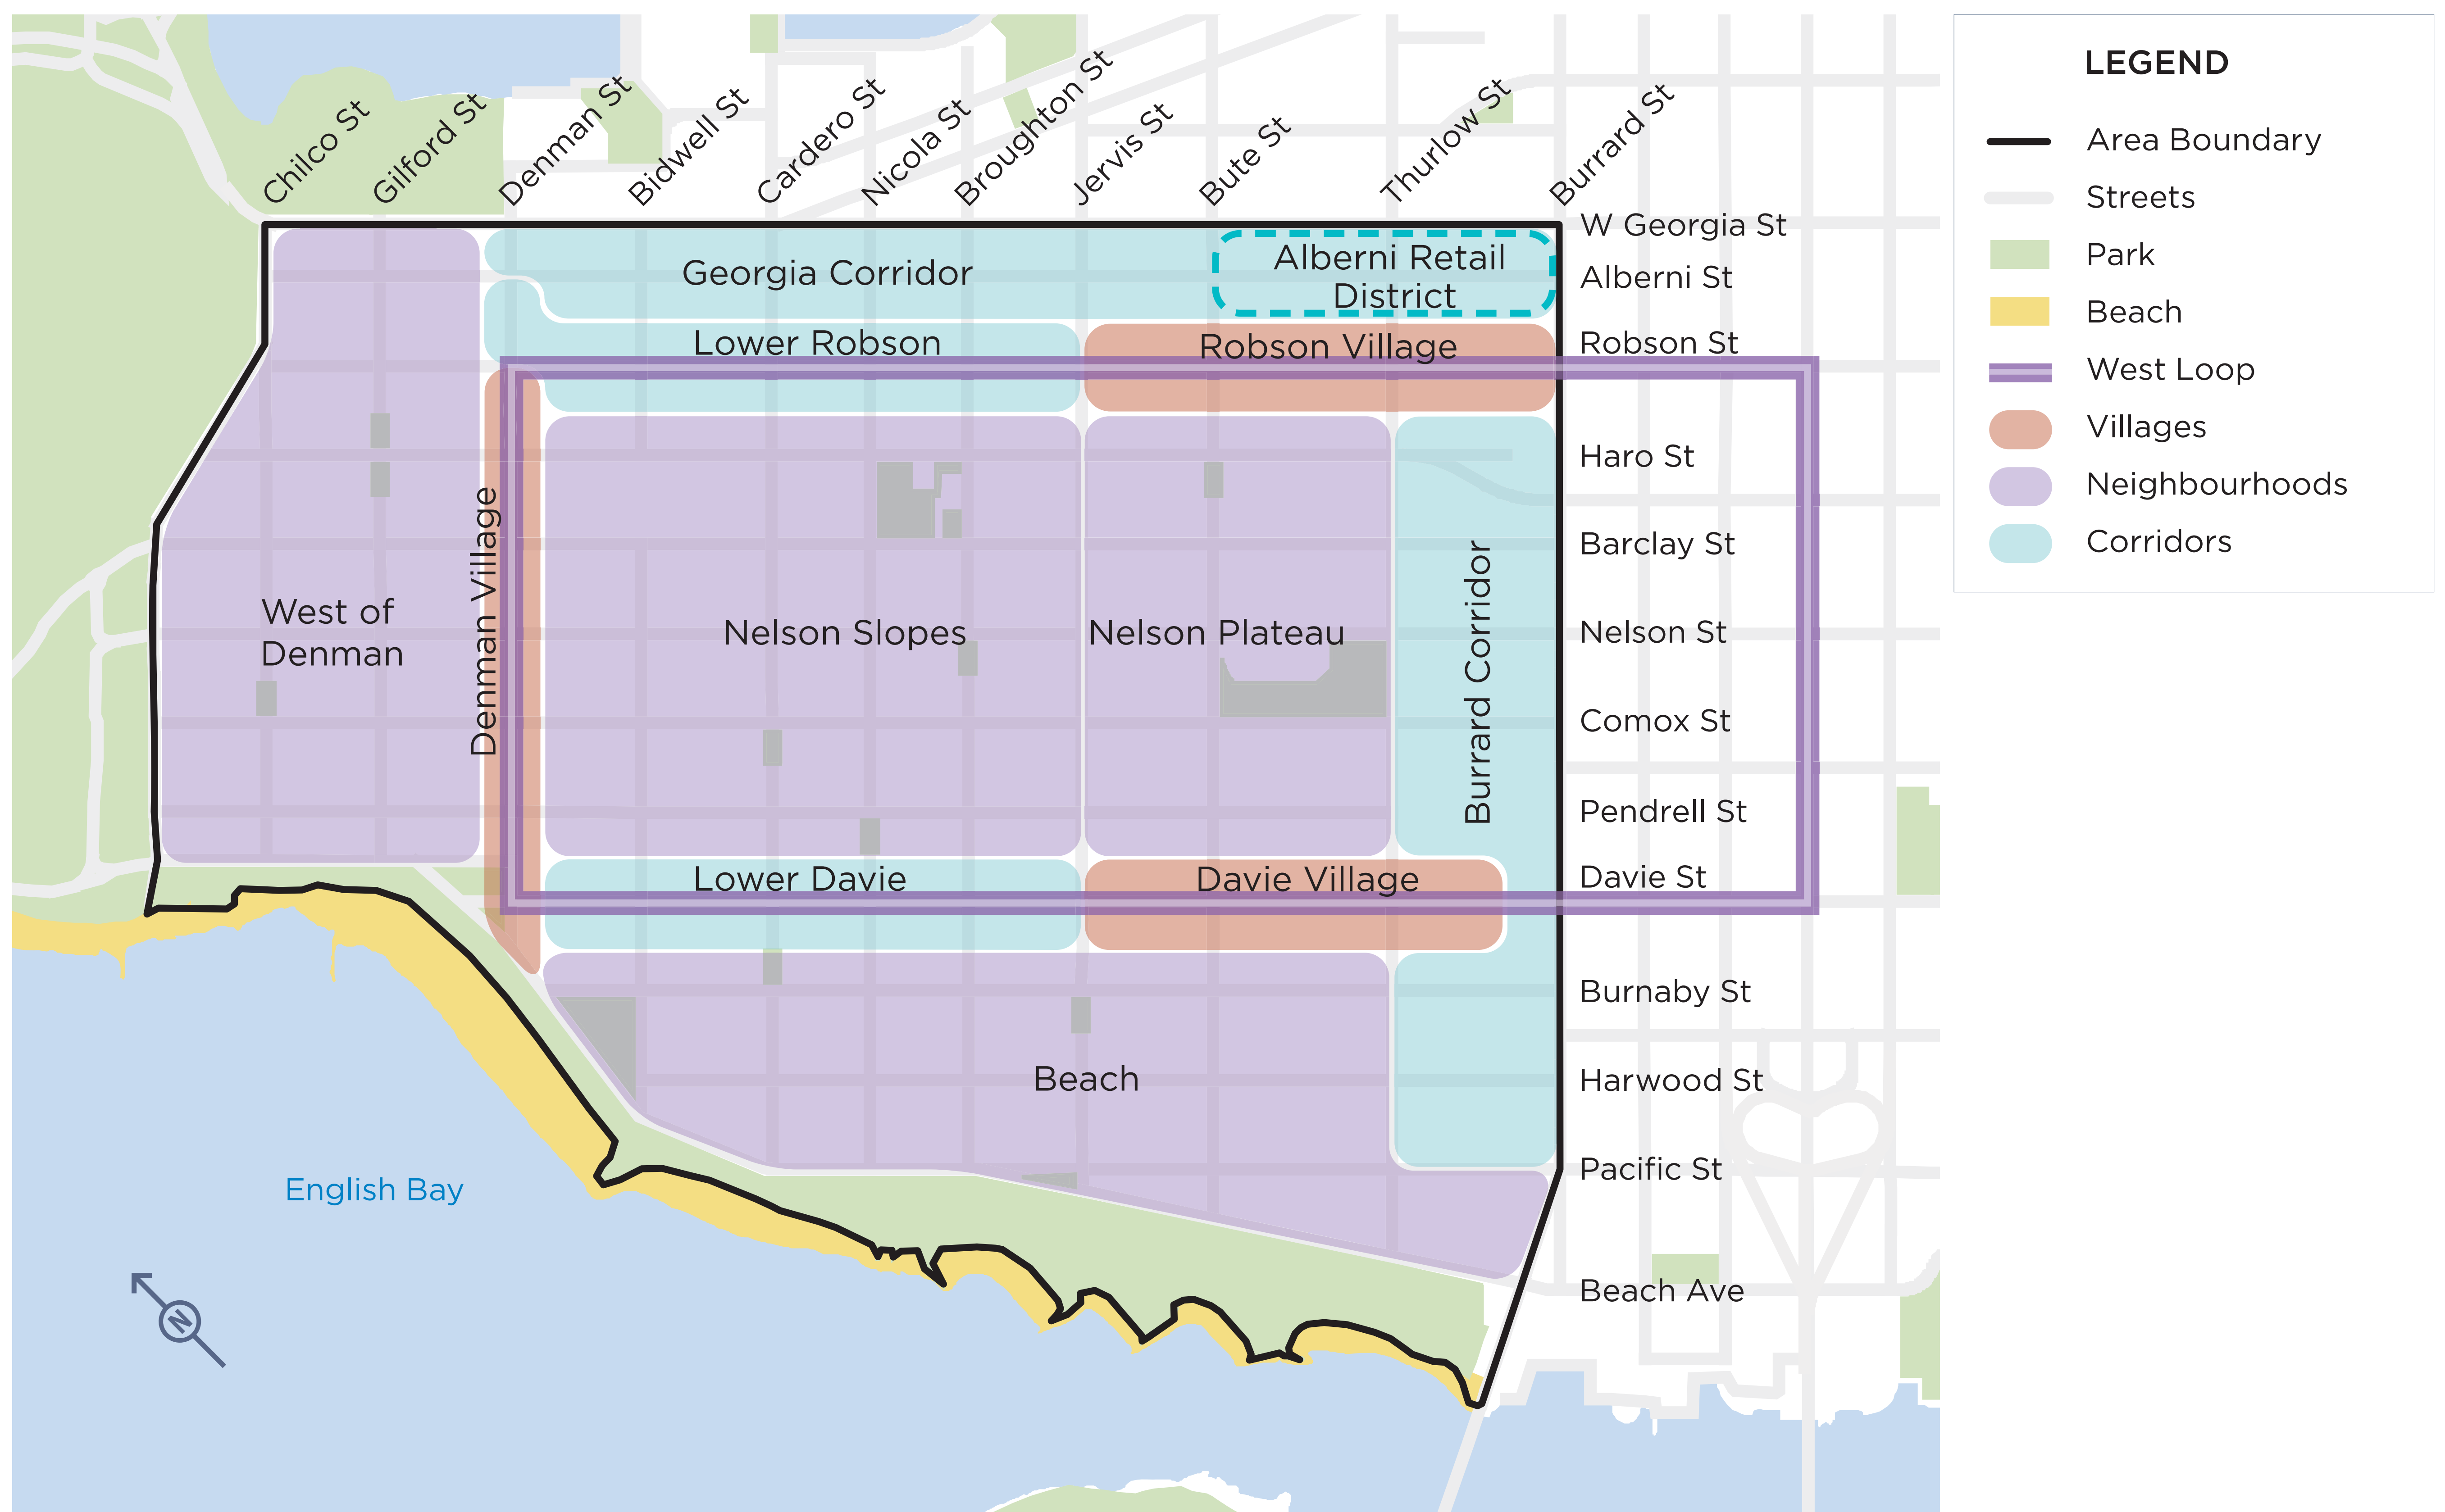 Chilco St
Gilford St
Denman St
Bidwell St
Cardero St
Nicola St
Broughton St
Jervis St
Bute St
Thurlow St
Burrard St
W Georgia St
Alberni St
Robson St
Haro St
Barclay St
Nelson St
Comox St
Pendrell St
Davie St
Burnaby St
Harwood St
Pacific St
Beach Ave
Georgia Corridor
Alberni Retail
District
Lower Robson
Robson Village
West of
Denman
Denman Village
Nelson Slopes
Nelson Plateau
Burrard Corridor
Lower Davie
Davie Village
Beach
English Bay
N
LEGEND
Area Boundary
Streets
Park
Beach
West Loop
Villages
Neighbourhoods
Corridors